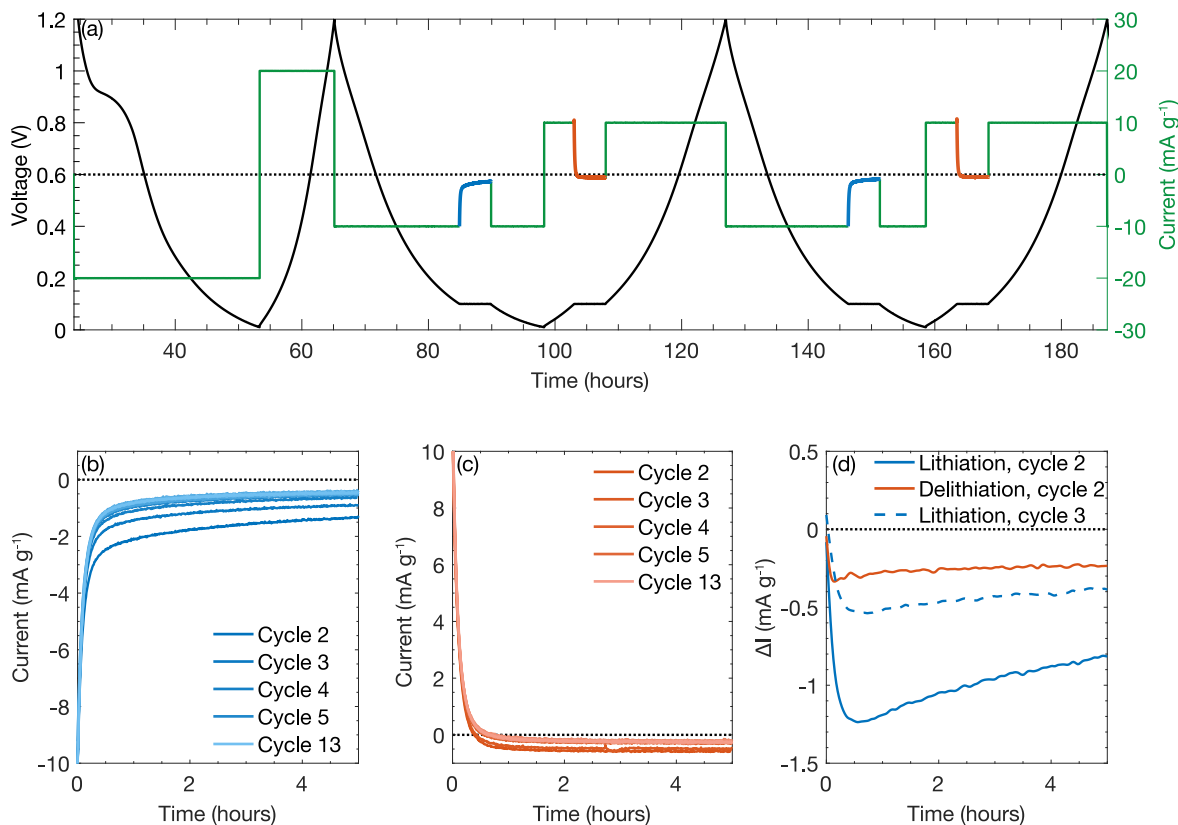 (a)
1.2
1
0.8
0.6
0.4
0.2
0
Voltage (V)
30
20
10
0
-10
-20
-30
Current (mA g⁻¹)
40 60 80 100 120 140 160 180
Time (hours)
(b)
0
-2
-4
-6
-8
-10
Current (mA g⁻¹)
Cycle 2
Cycle 3
Cycle 4
Cycle 5
Cycle 13
0 2 4
Time (hours)
(c)
10
8
6
4
2
0
Current (mA g⁻¹)
Cycle 2
Cycle 3
Cycle 4
Cycle 5
Cycle 13
0 2 4
Time (hours)
(d)
0.5
0
-0.5
-1
-1.5
ΔI (mA g⁻¹)
Lithiation, cycle 2
Delithiation, cycle 2
Lithiation, cycle 3
0 2 4
Time (hours)